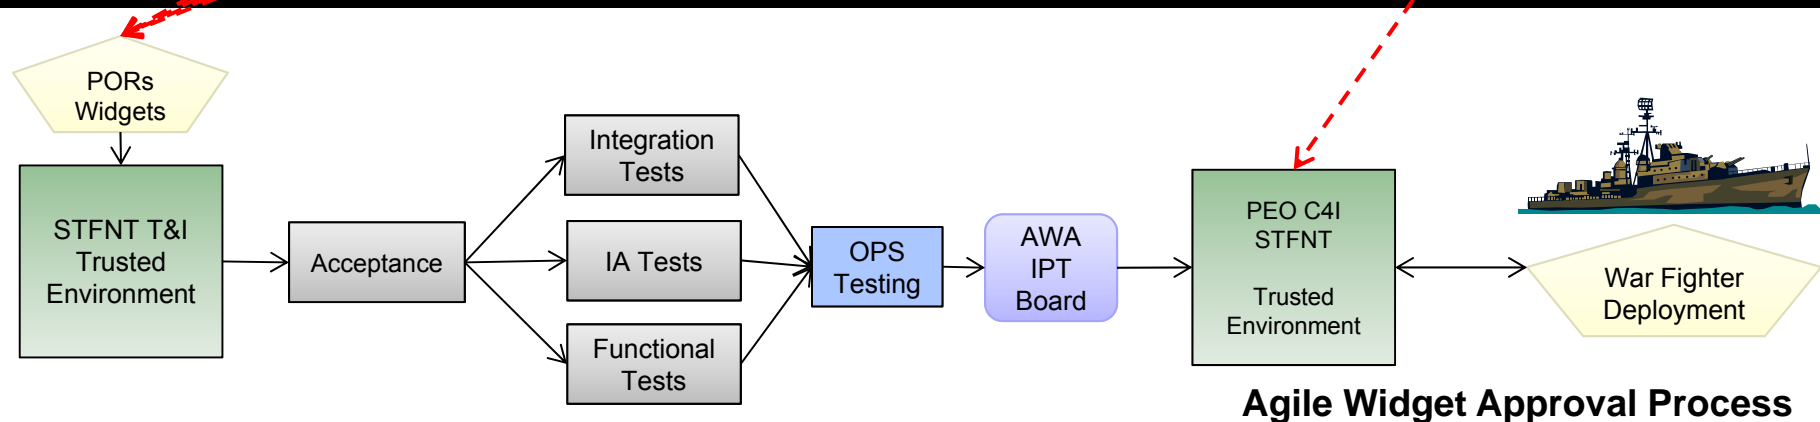 PORs
Widgets
STFNT T&I
Trusted
Environment
Acceptance
Integration
Tests
IA Tests
Functional
Tests
OPS
Testing
AWA
IPT
Board
PEO C4I
STFNT
Trusted
Environment
War Fighter
Deployment
Agile Widget Approval Process